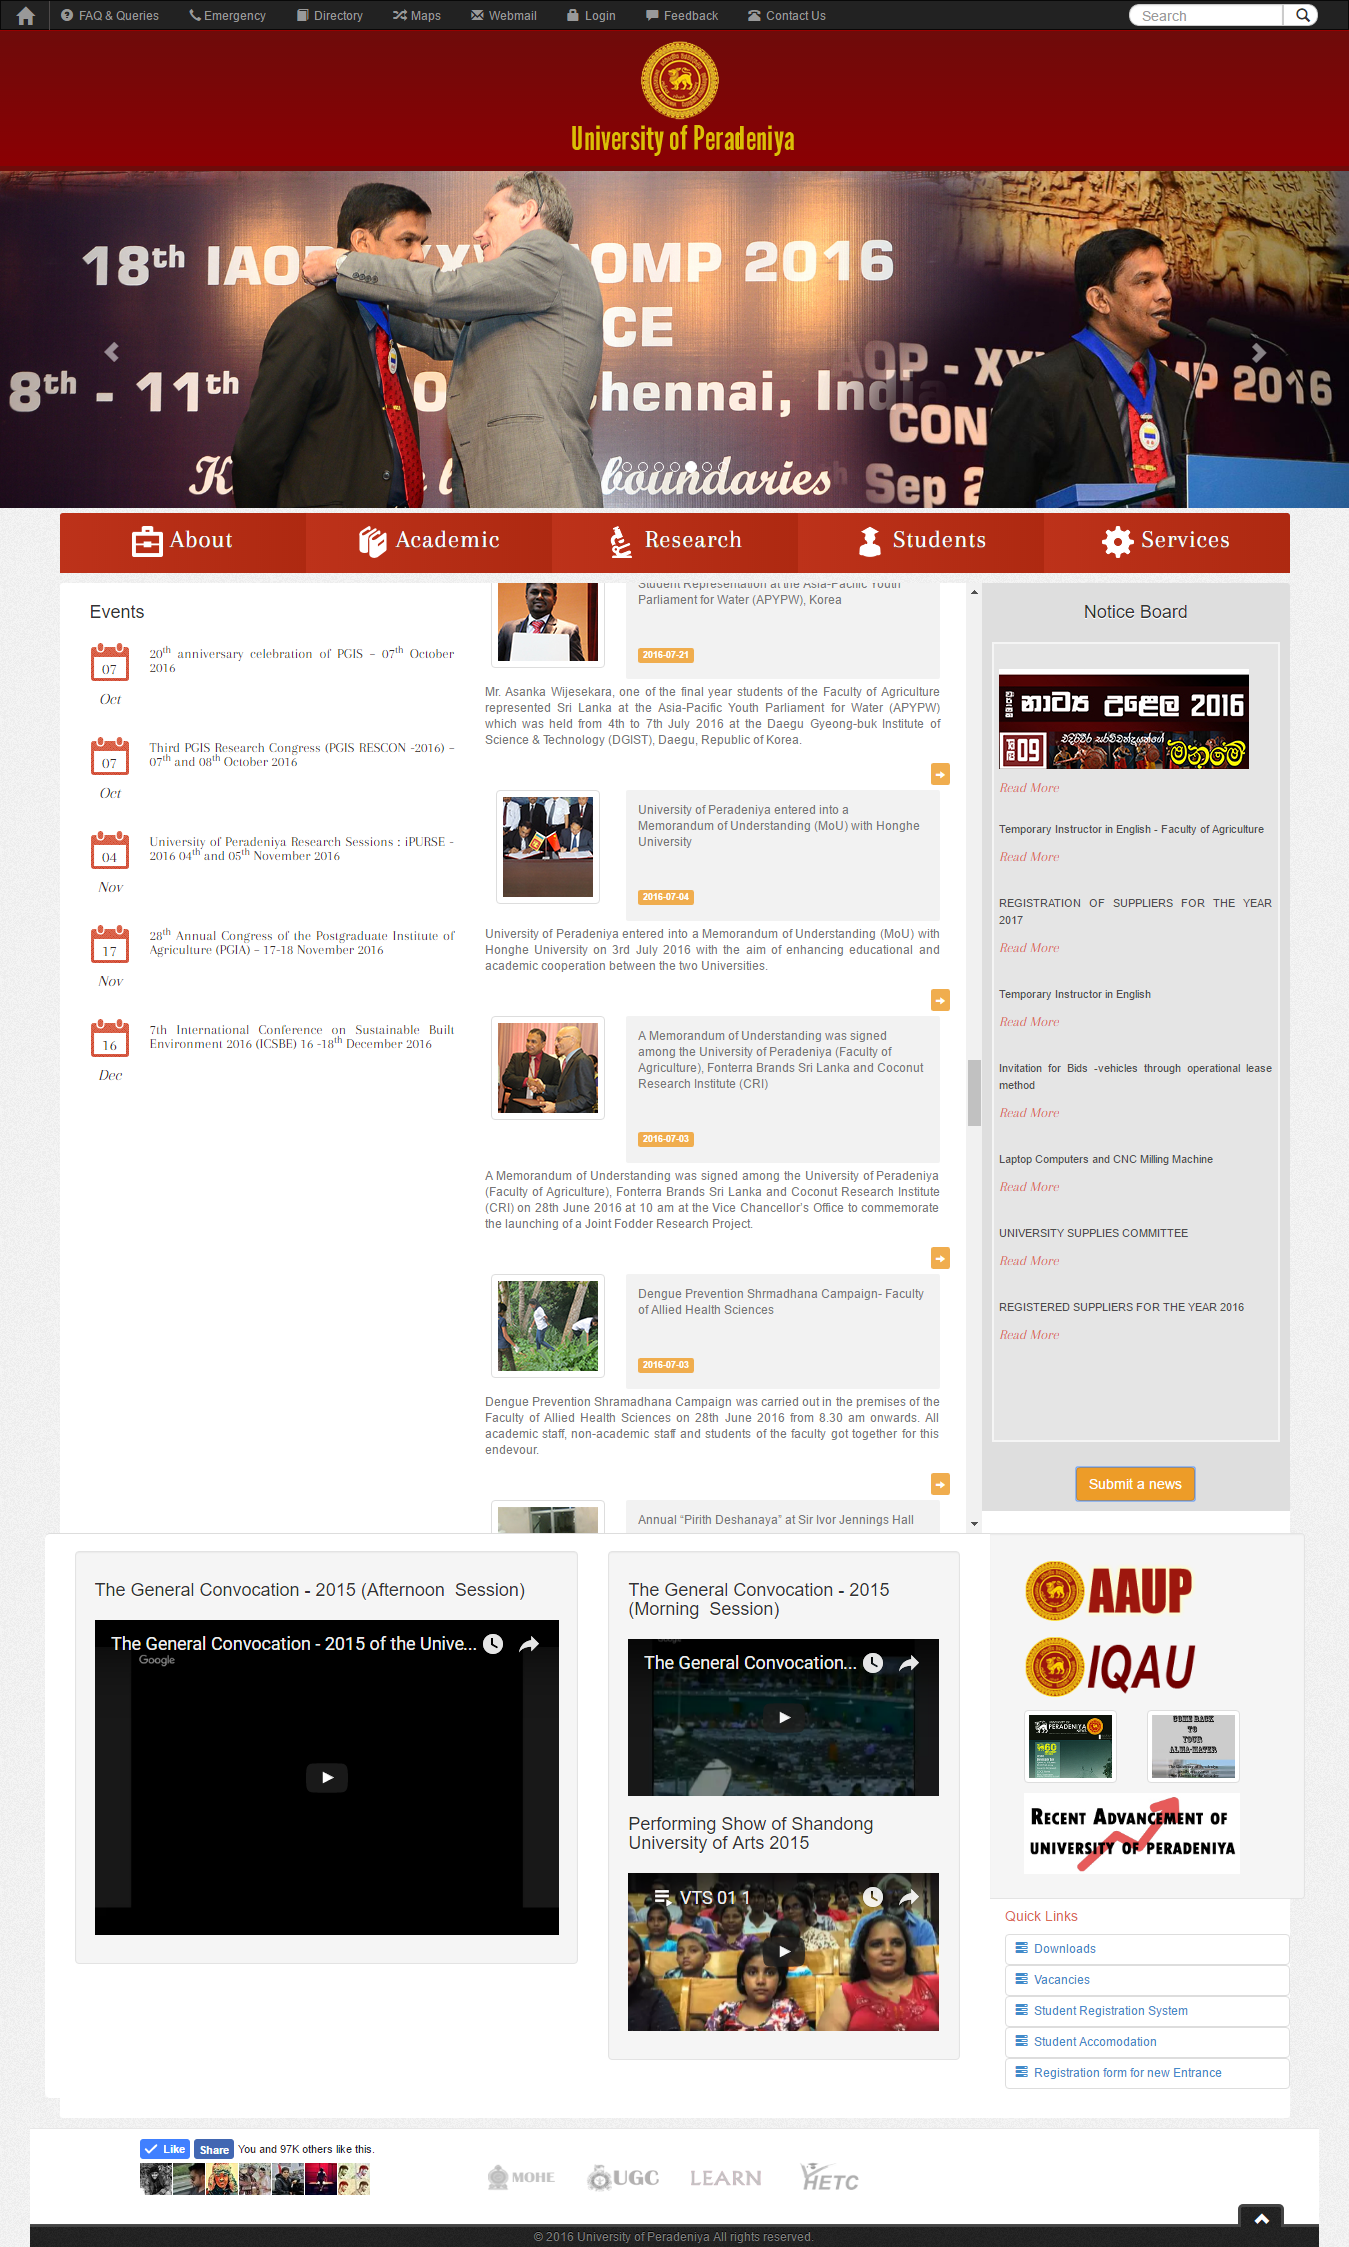 FAQ & Queries Emergency Directory Maps Webmail Login Feedback Contact Us Search
University of Peradeniya
18th IAOP - XXV OMP 2016
CE
8th - 11th O Chennai, Ind
boundaries
AOP - XXV MP 2016
CON
Sep 2
About Academic Research Students Services
Events
07
Oct
20th anniversary celebration of PGIS – 07th October
2016
07
Oct
Third PGIS Research Congress (PGIS RESCON -2016) –
07th and 08th October 2016
04
Nov
University of Peradeniya Research Sessions : iPURSE -
2016 04th and 05th November 2016
17
Nov
28th Annual Congress of the Postgraduate Institute of
Agriculture (PGIA) – 17-18 November 2016
16
Dec
7th International Conference on Sustainable Built
Environment 2016 (ICSBE) 16 -18th December 2016
Student Representation at the Asia-Pacific Youth
Parliament for Water (APYPW), Korea
2016-07-21
Mr. Asanka Wijesekara, one of the final year students of the Faculty of Agriculture
represented Sri Lanka at the Asia-Pacific Youth Parliament for Water (APYPW)
which was held from 4th to 7th July 2016 at the Daegu Gyeong-buk Institute of
Science & Technology (DGIST), Daegu, Republic of Korea.
University of Peradeniya entered into a
Memorandum of Understanding (MoU) with Honghe
University
2016-07-04
University of Peradeniya entered into a Memorandum of Understanding (MoU) with
Honghe University on 3rd July 2016 with the aim of enhancing educational and
academic cooperation between the two Universities.
A Memorandum of Understanding was signed
among the University of Peradeniya (Faculty of
Agriculture), Fonterra Brands Sri Lanka and Coconut
Research Institute (CRI)
2016-07-03
A Memorandum of Understanding was signed among the University of Peradeniya
(Faculty of Agriculture), Fonterra Brands Sri Lanka and Coconut Research Institute
(CRI) on 28th June 2016 at 10 am at the Vice Chancellor's Office to commemorate
the launching of a Joint Fodder Research Project.
Dengue Prevention Shrmadhana Campaign- Faculty
of Allied Health Sciences
2016-07-03
Dengue Prevention Shramadhana Campaign was carried out in the premises of the
Faculty of Allied Health Sciences on 28th June 2016 from 8.30 am onwards. All
academic staff, non-academic staff and students of the faculty got together for this
endevour.
Annual “Pirith Deshanaya” at Sir Ivor Jennings Hall
Notice Board
නාට්‍ය උළෙල 2016
09 එදිරිවීර සරච්චන්ද්‍රයන්ගේ
මනමේ
Read More
Temporary Instructor in English - Faculty of Agriculture
Read More
REGISTRATION OF SUPPLIERS FOR THE YEAR
2017
Read More
Temporary Instructor in English
Read More
Invitation for Bids -vehicles through operational lease
method
Read More
Laptop Computers and CNC Milling Machine
Read More
UNIVERSITY SUPPLIES COMMITTEE
Read More
REGISTERED SUPPLIERS FOR THE YEAR 2016
Read More
Submit a news
The General Convocation - 2015 (Afternoon Session)
The General Convocation - 2015 of the Unive...
Google
The General Convocation - 2015
(Morning Session)
The General Convocation...
Performing Show of Shandong
University of Arts 2015
VTS 01 1
AAUP
IQAU
PERADENIYA
COME BACK
TO
YOUR
ALMA-MATER
RECENT ADVANCEMENT OF
UNIVERSITY OF PERADENIYA
Quick Links
Downloads
Vacancies
Student Registration System
Student Accomodation
Registration form for new Entrance
Like Share You and 97K others like this.
MOHE UGC LEARN HETC
© 2016 University of Peradeniya All rights reserved.